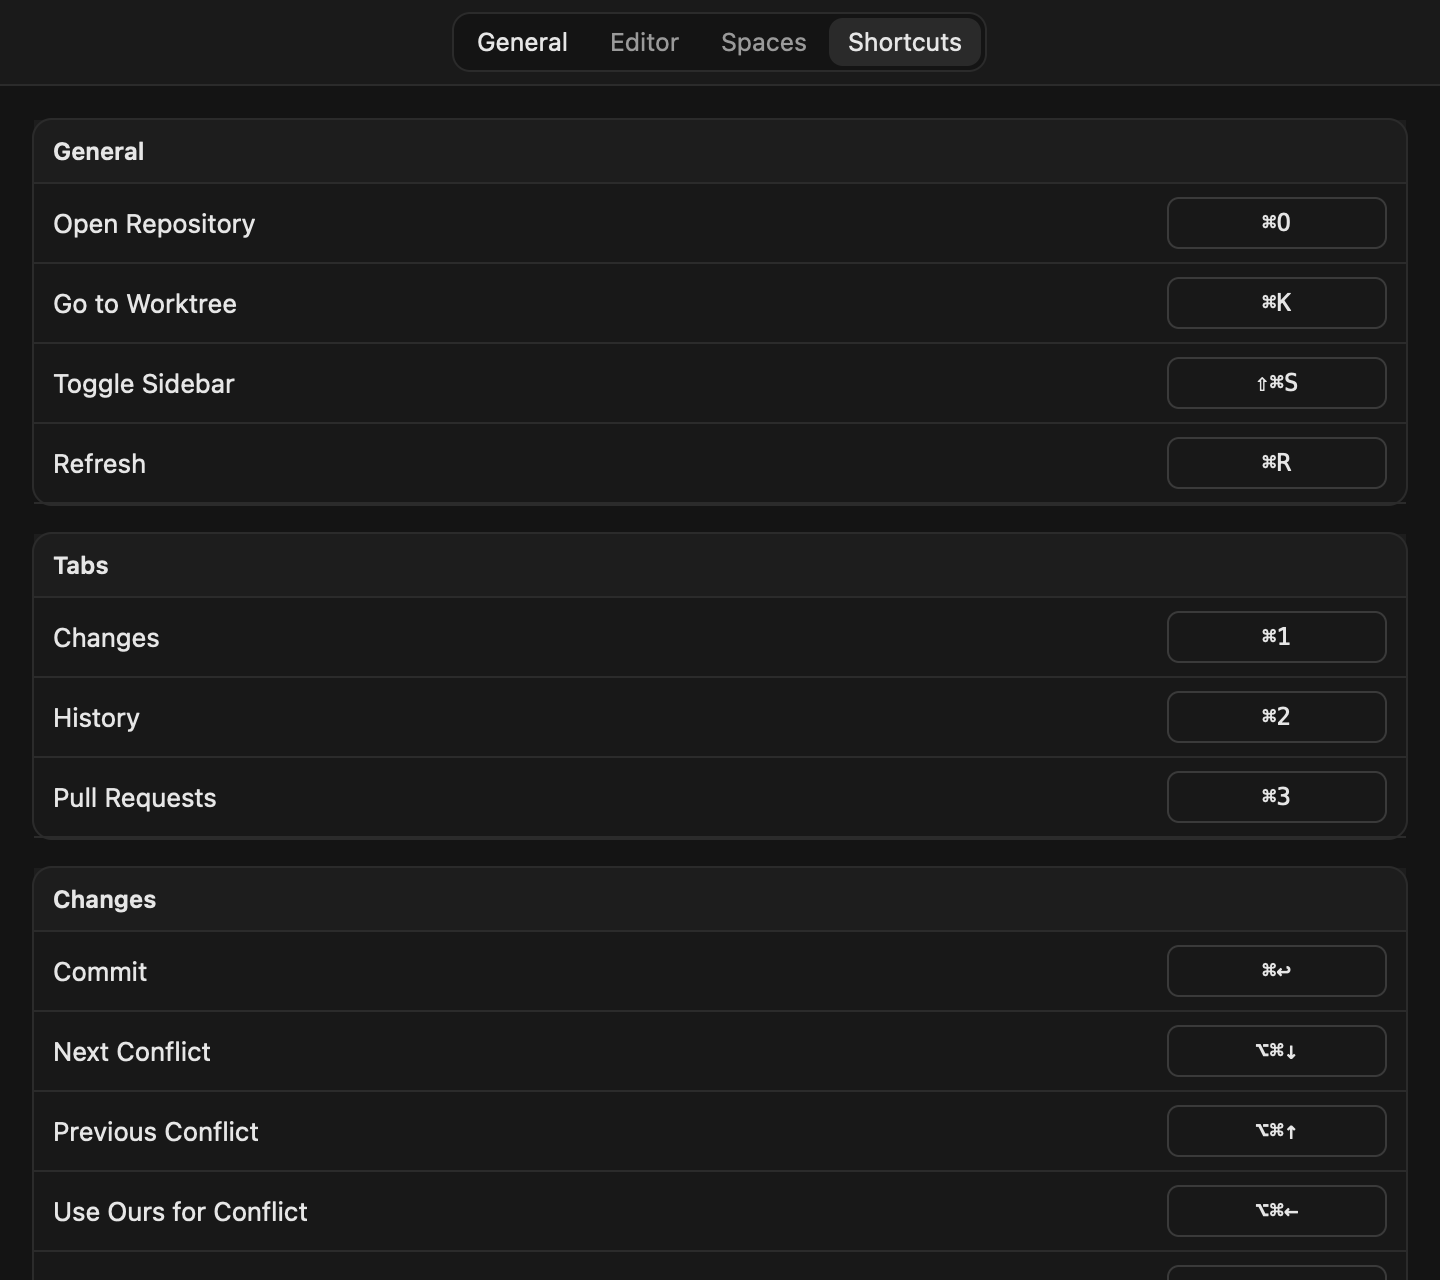 General Editor Spaces Shortcuts
General
Open Repository ⌘O
Go to Worktree ⌘K
Toggle Sidebar ⇧⌘S
Refresh ⌘R
Tabs
Changes ⌘1
History ⌘2
Pull Requests ⌘3
Changes
Commit ⌘↩
Next Conflict ⌥⌘↓
Previous Conflict ⌥⌘↑
Use Ours for Conflict ⌥⌘←